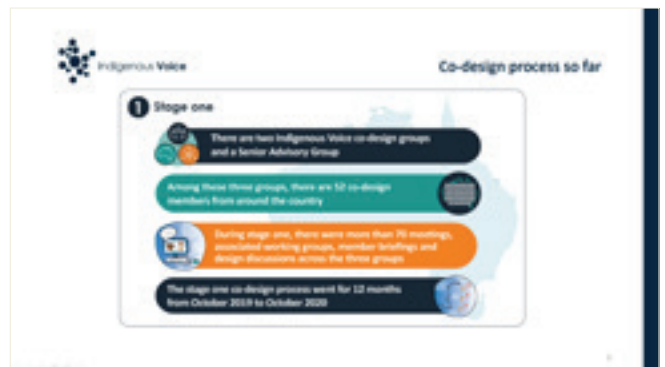 Indigenous Voice
Co-design process so far
1 Stage one
There are two Indigenous Voice co-design groups
and a Senior Advisory Group
Among these three groups, there are 52 co-design
members from around the country
During stage one, there were more than 70 meetings,
associated working groups, member briefings and
design discussions across the three groups
The stage one co-design process went for 12 months
from October 2019 to October 2020